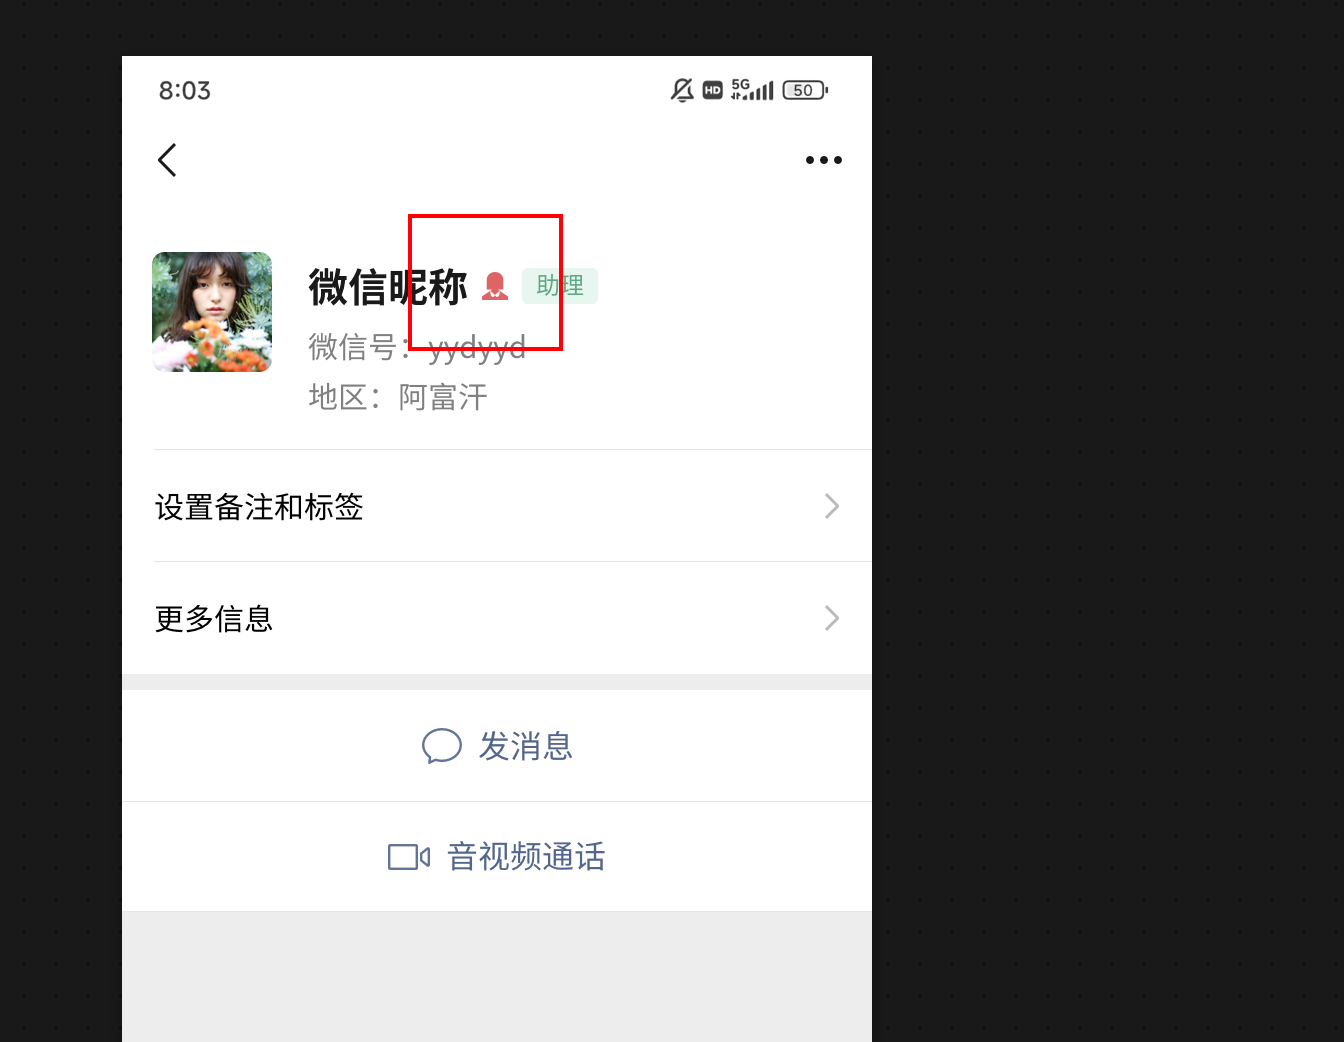 8:03 HD 5G 50
微信昵称 助理
微信号：yydyyd
地区：阿富汗
设置备注和标签
更多信息
发消息
音视频通话